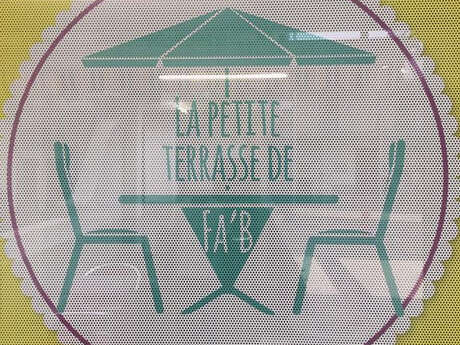 LA PETITE
TERRASSE DE
FA'B